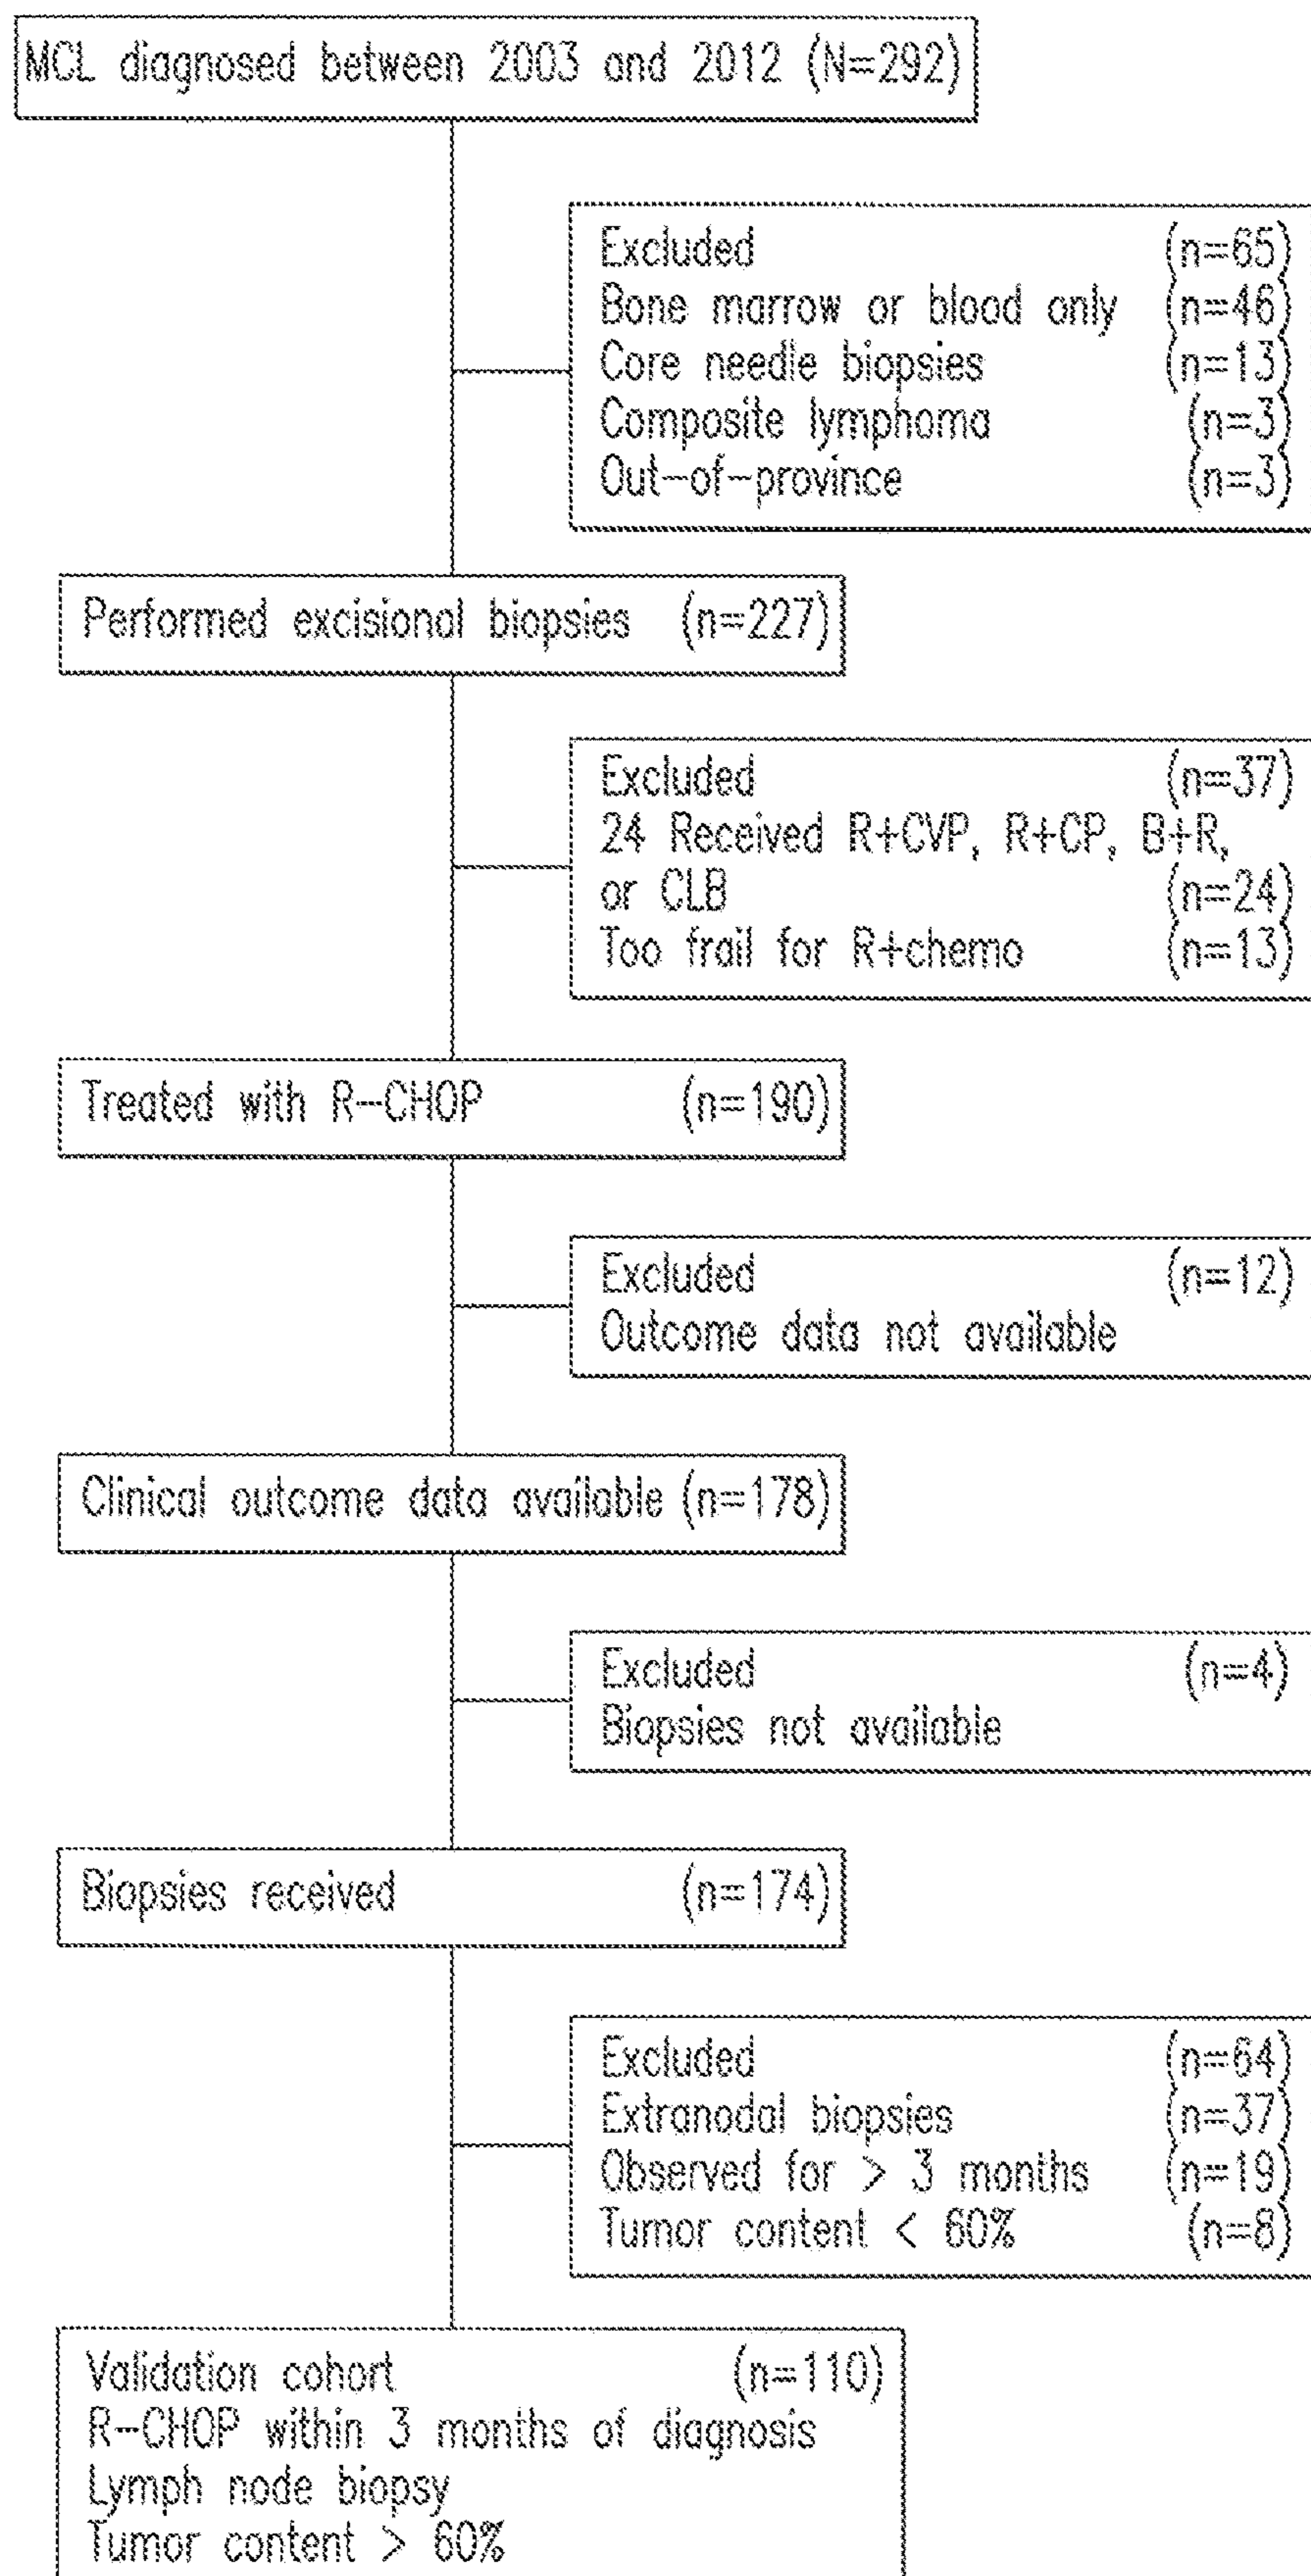 MCL diagnosed between 2003 and 2012 (N=292)
Excluded (n=65)
Bone marrow or blood only (n=46)
Core needle biopsies (n=13)
Composite lymphoma (n=3)
Out-of-province (n=3)
Performed excisional biopsies (n=227)
Excluded (n=37)
24 Received R+CVP, R+CP, B+R,
or CLB (n=24)
Too frail for R+chemo (n=13)
Treated with R-CHOP (n=190)
Excluded (n=12)
Outcome data not available
Clinical outcome data available (n=178)
Excluded (n=4)
Biopsies not available
Biopsies received (n=174)
Excluded (n=64)
Extranodal biopsies (n=37)
Observed for > 3 months (n=19)
Tumor content < 60% (n=8)
Validation cohort (n=110)
R-CHOP within 3 months of diagnosis
Lymph node biopsy
Tumor content > 60%